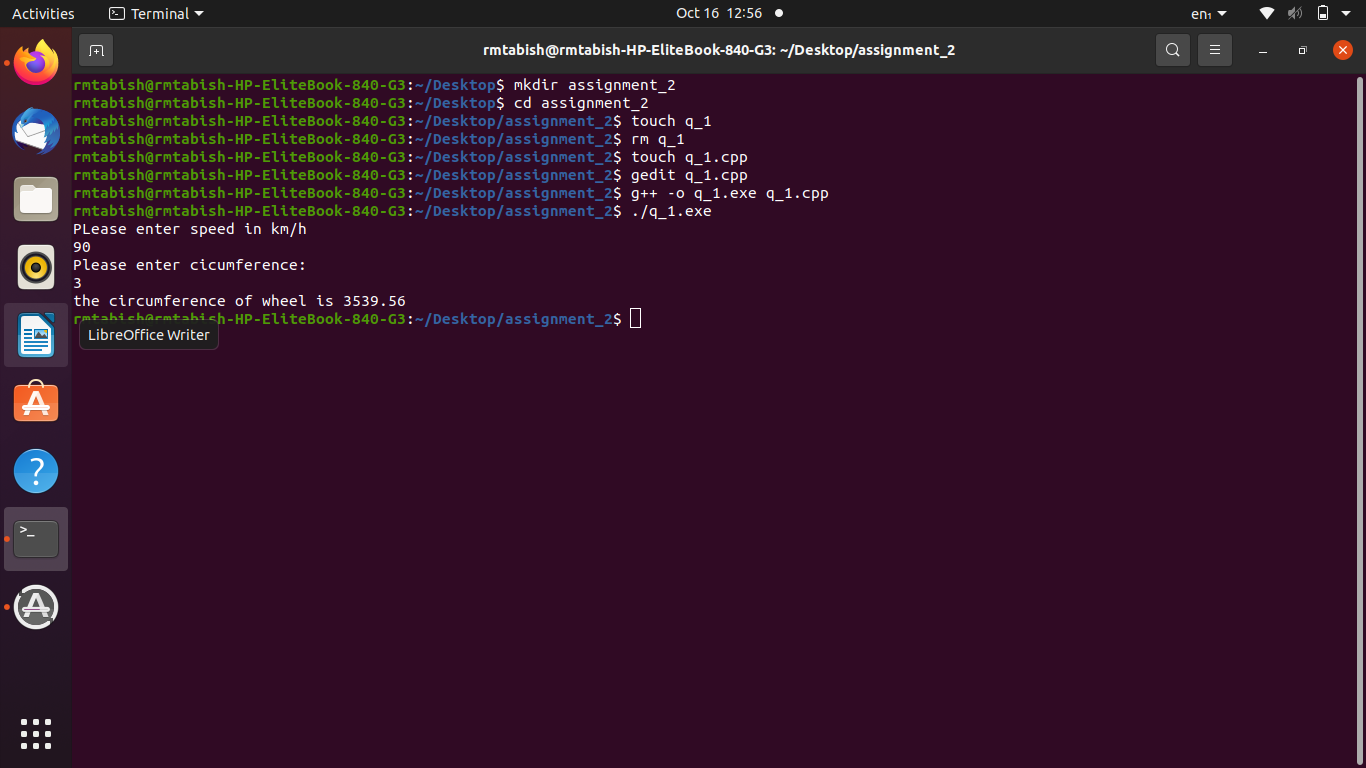 Activities
Terminal
Oct 16 12:56
en₁
rmtabish@rmtabish-HP-EliteBook-840-G3: ~/Desktop/assignment_2
rmtabish@rmtabish-HP-EliteBook-840-G3:~/Desktop$ mkdir assignment_2
rmtabish@rmtabish-HP-EliteBook-840-G3:~/Desktop$ cd assignment_2
rmtabish@rmtabish-HP-EliteBook-840-G3:~/Desktop/assignment_2$ touch q_1
rmtabish@rmtabish-HP-EliteBook-840-G3:~/Desktop/assignment_2$ rm q_1
rmtabish@rmtabish-HP-EliteBook-840-G3:~/Desktop/assignment_2$ touch q_1.cpp
rmtabish@rmtabish-HP-EliteBook-840-G3:~/Desktop/assignment_2$ gedit q_1.cpp
rmtabish@rmtabish-HP-EliteBook-840-G3:~/Desktop/assignment_2$ g++ -o q_1.exe q_1.cpp
rmtabish@rmtabish-HP-EliteBook-840-G3:~/Desktop/assignment_2$ ./q_1.exe
PLease enter speed in km/h
90
Please enter cicumference:
3
the circumference of wheel is 3539.56
rmtabish@rmtabish-HP-EliteBook-840-G3:~/Desktop/assignment_2$
LibreOffice Writer